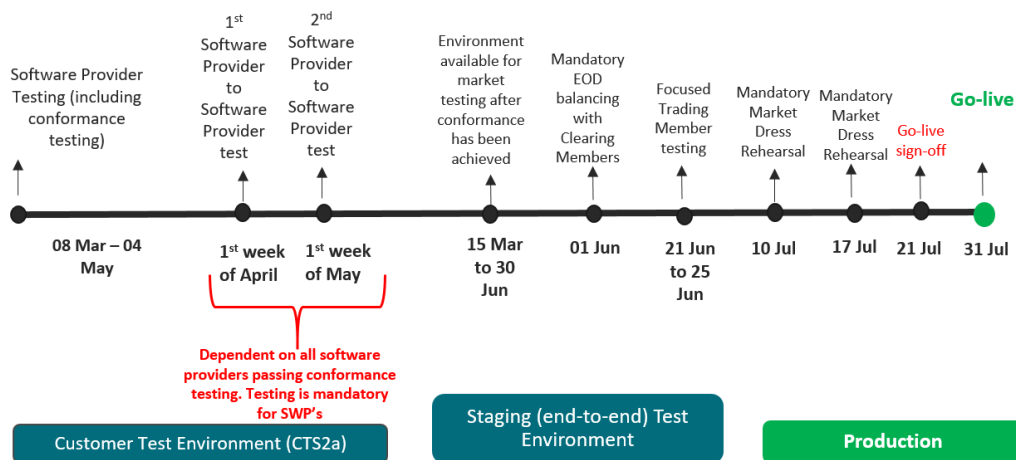 Software Provider
Testing (including
conformance
testing)
1st
Software
Provider
to
Software
Provider
test
2nd
Software
Provider
to
Software
Provider
test
Environment
available for
market
testing after
conformance
has been
achieved
Mandatory
EOD
balancing
with
Clearing
Members
Focused
Trading
Member
testing
Mandatory
Market
Dress
Rehearsal
Mandatory
Market
Dress
Rehearsal
Go-live
sign-off
Go-live
08 Mar – 04
May
1st week
of April
1st week
of May
15 Mar
to 30
Jun
01 Jun
21 Jun
to 25
Jun
10 Jul
17 Jul
21 Jul
31 Jul
Dependent on all software
providers passing conformance
testing. Testing is mandatory
for SWP's
Customer Test Environment (CTS2a)
Staging (end-to-end) Test
Environment
Production